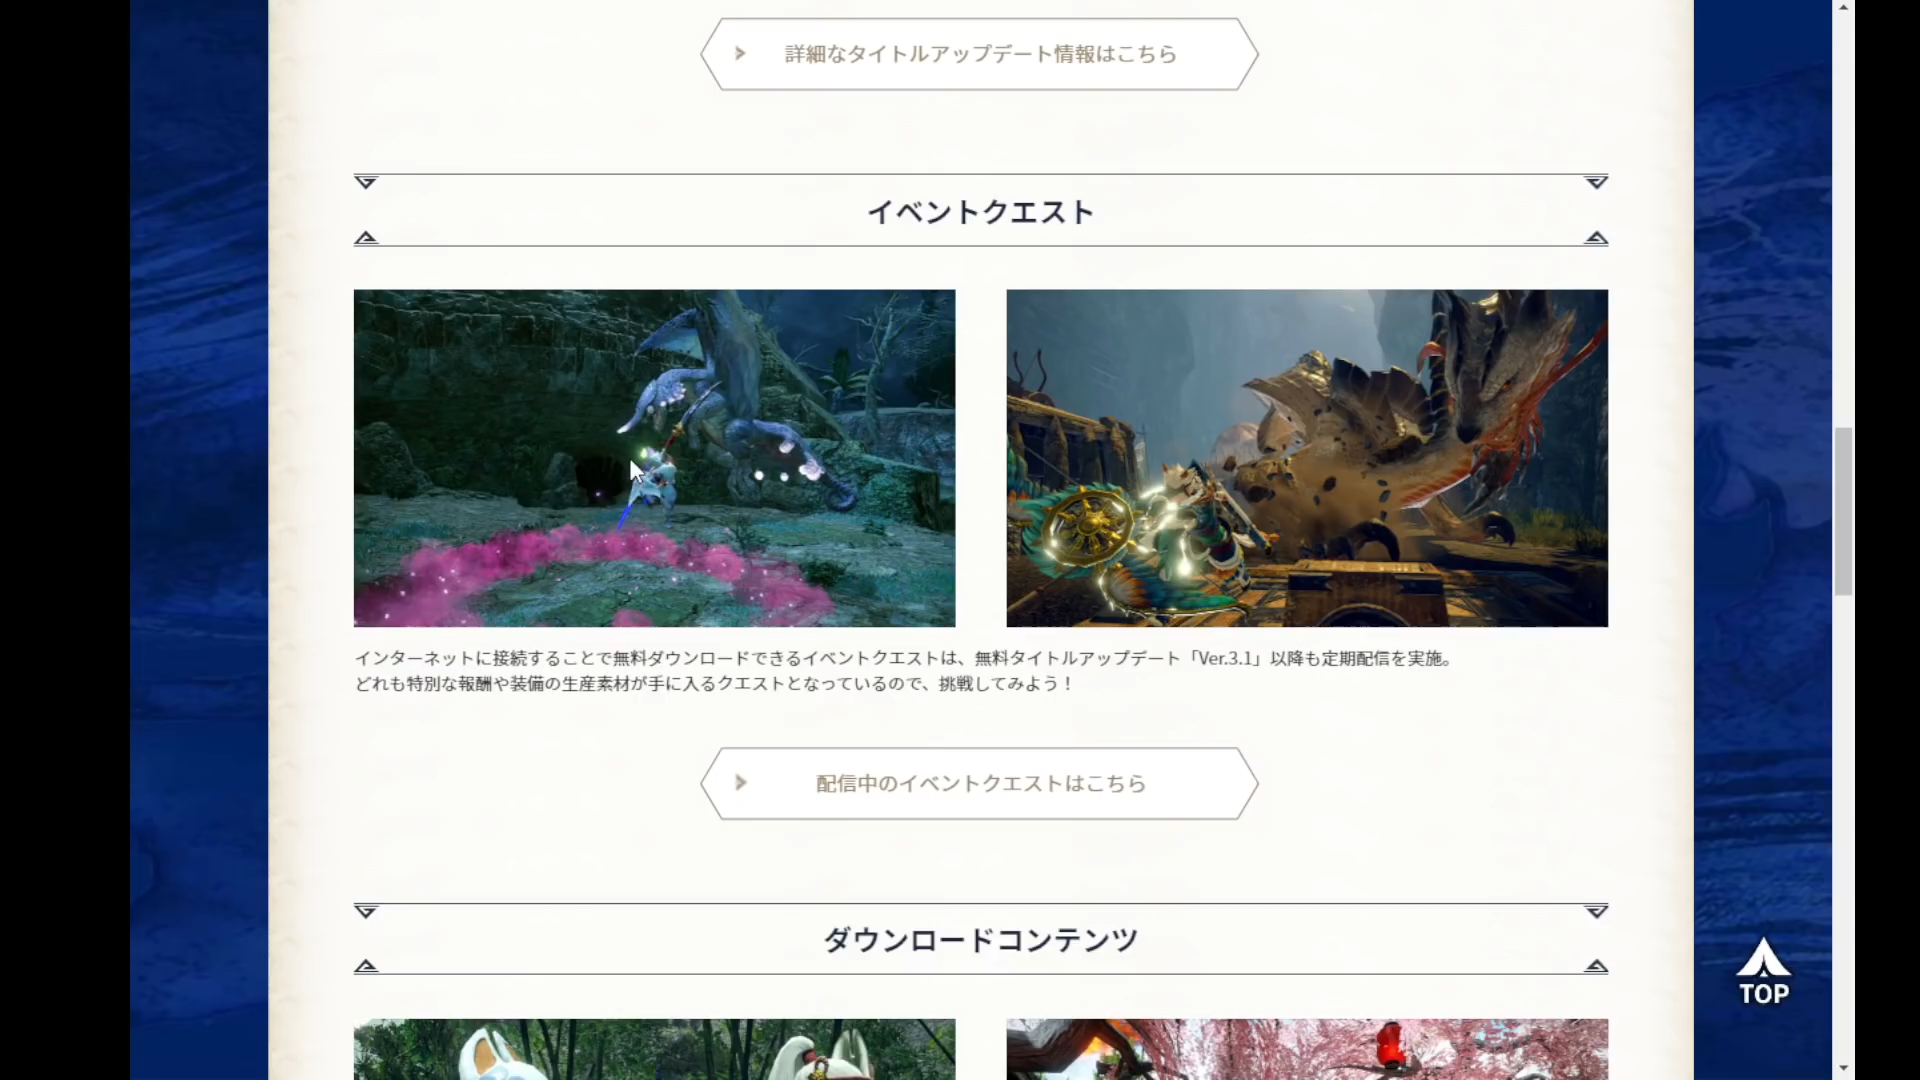 詳細なタイトルアップデート情報はこちら
イベントクエスト
インターネットに接続することで無料ダウンロードできるイベントクエストは、無料タイトルアップデート「Ver.3.1」以降も定期配信を実施。
どれも特別な報酬や装備の生産素材が手に入るクエストとなっているので、挑戦してみよう！
配信中のイベントクエストはこちら
ダウンロードコンテンツ
TOP